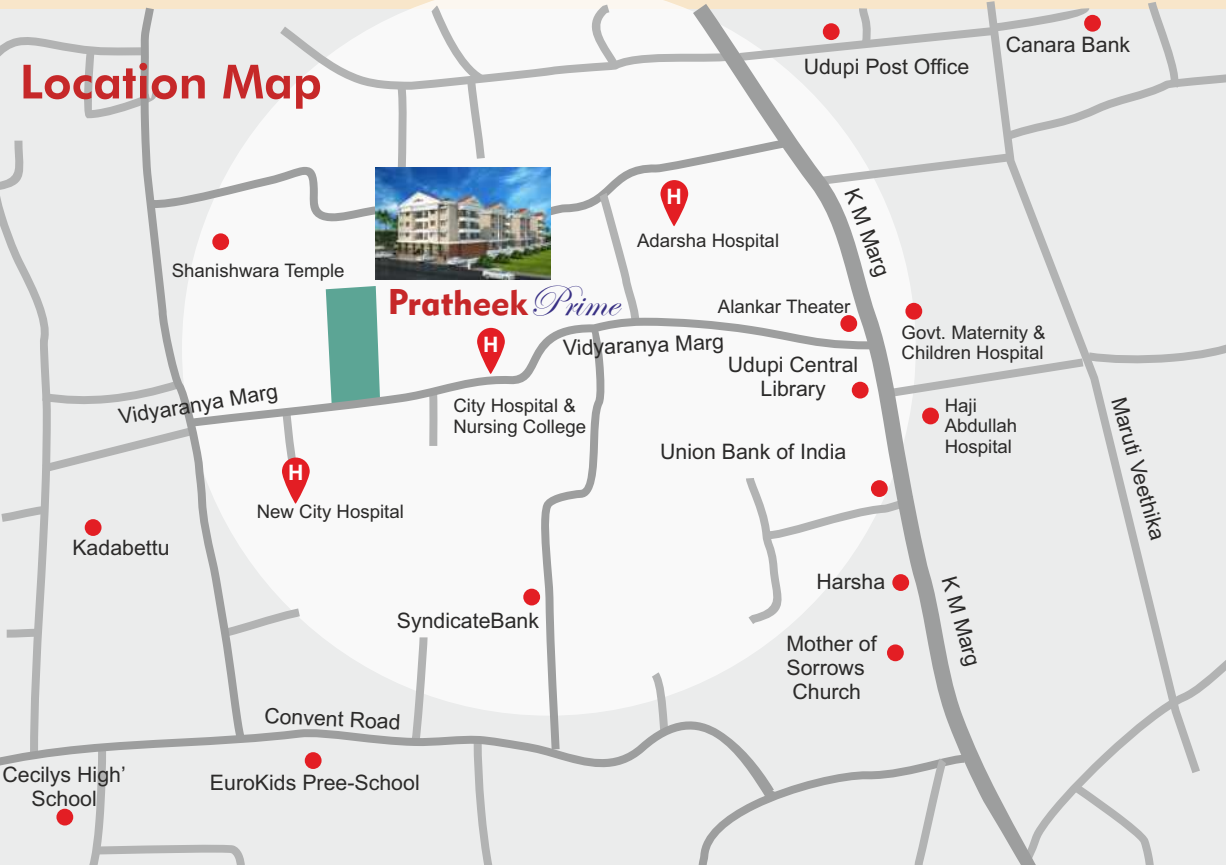 Location Map
Udupi Post Office
Canara Bank
K M Marg
H
Adarsha Hospital
Shanishwara Temple
Pratheek Prime
Alankar Theater
Govt. Maternity &
Children Hospital
H
Vidyaranya Marg
Udupi Central
Library
Vidyaranya Marg
City Hospital &
Nursing College
Haji
Abdullah
Hospital
Maruti Veethika
Union Bank of India
H
New City Hospital
Kadabettu
Harsha
K M Marg
SyndicateBank
Mother of
Sorrows
Church
Convent Road
Cecilys High'
School
EuroKids Pree-School